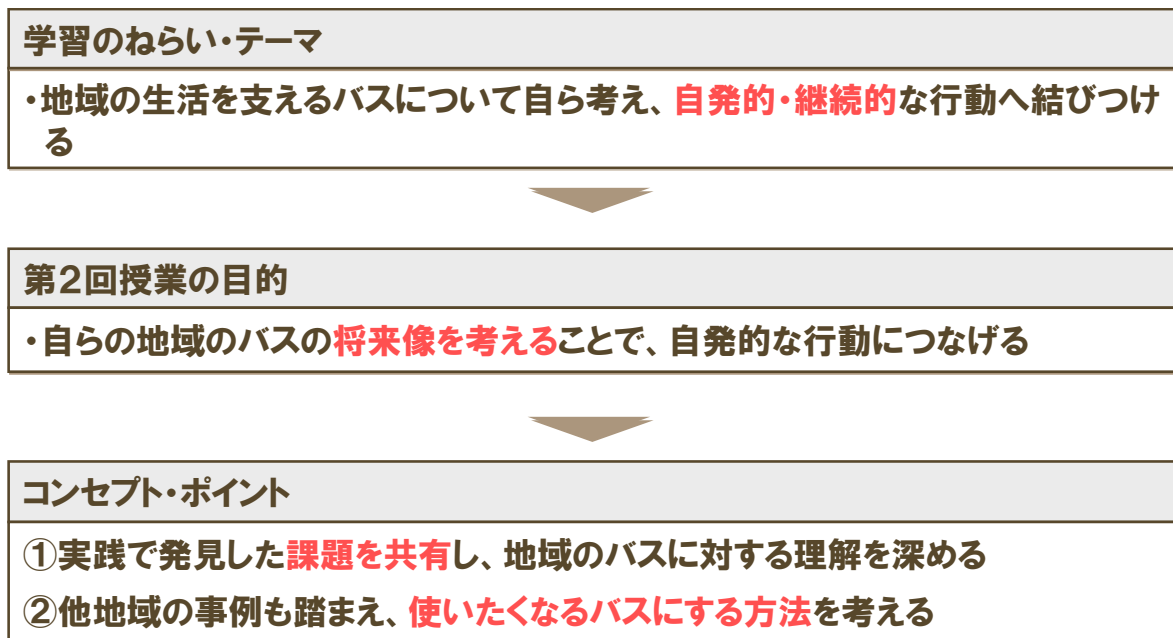 学習のねらい・テーマ
・地域の生活を支えるバスについて自ら考え、自発的・継続的な行動へ結びつけ
る
第２回授業の目的
・自らの地域のバスの将来像を考えることで、自発的な行動につなげる
コンセプト・ポイント
①実践で発見した課題を共有し、地域のバスに対する理解を深める
②他地域の事例も踏まえ、使いたくなるバスにする方法を考える